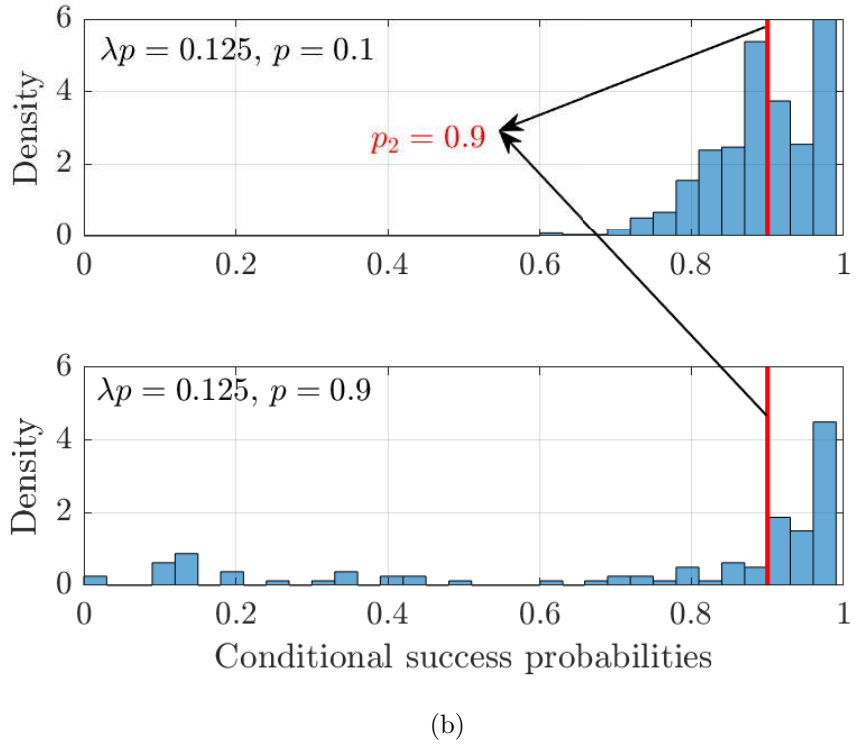 6
λp = 0.125, p = 0.1
4
p₂ = 0.9
2
0
Density
0 0.2 0.4 0.6 0.8 1
6
λp = 0.125, p = 0.9
4
2
0
Density
0 0.2 0.4 0.6 0.8 1
Conditional success probabilities
(b)